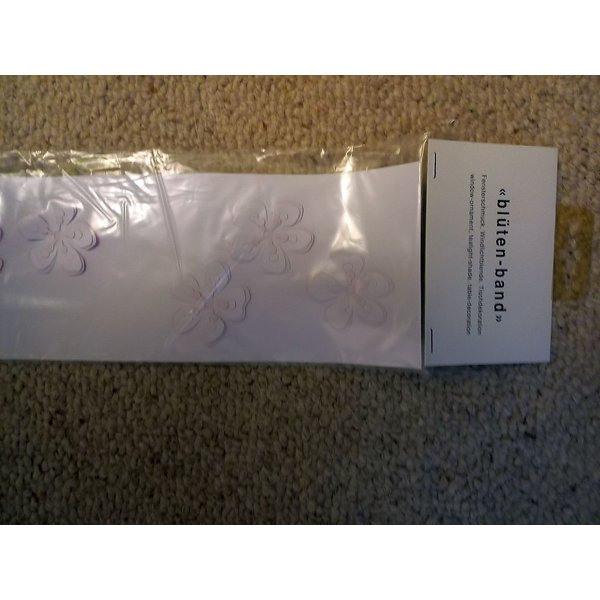 «blüten-band»
Fensterschmuck, Windlichtblende, Tischdekoration
window-ornament, tealight-shade, table-decoration